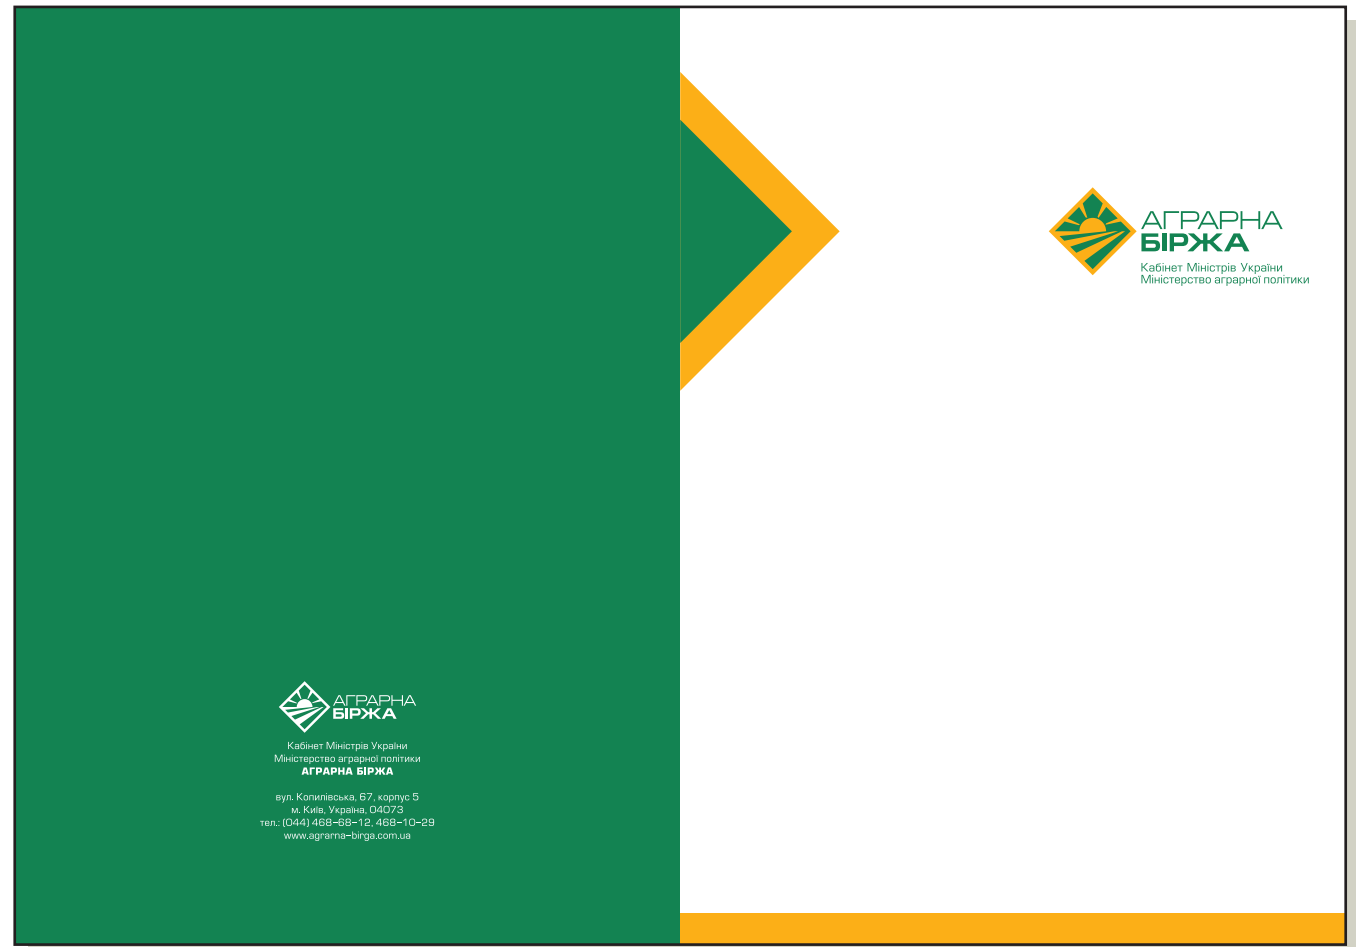 АГРАРНА
БІРЖА
Кабінет Міністрів України
Міністерство аграрної політики
АГРАРНА БІРЖА
вул. Копилівська, 67, корпус 5
м. Київ, Україна, 04073
тел.: (044) 468-68-12, 468-10-29
www.agrarna-birga.com.ua
АГРАРНА
БІРЖА
Кабінет Міністрів України
Міністерство аграрної політики